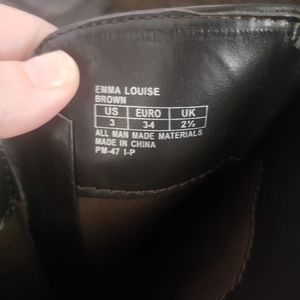 EMMA LOUISE
BROWN
US EURO UK
3 34 2½
ALL MAN MADE MATERIALS
MADE IN CHINA
PM-47 1-P